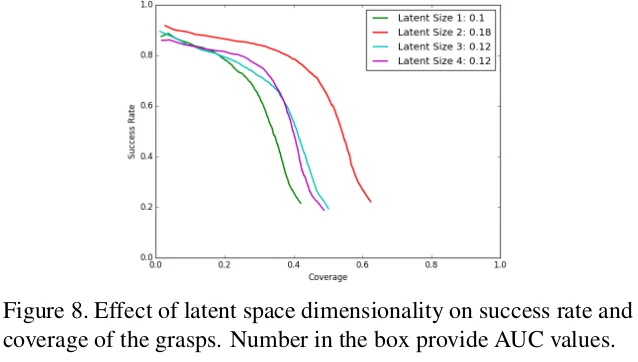 1.0
0.8
0.6
0.4
0.2
0.0
Success Rate
Latent Size 1: 0.1
Latent Size 2: 0.18
Latent Size 3: 0.12
Latent Size 4: 0.12
0.0 0.2 0.4 0.6 0.8 1.0
Coverage
Figure 8. Effect of latent space dimensionality on success rate and
coverage of the grasps. Number in the box provide AUC values.